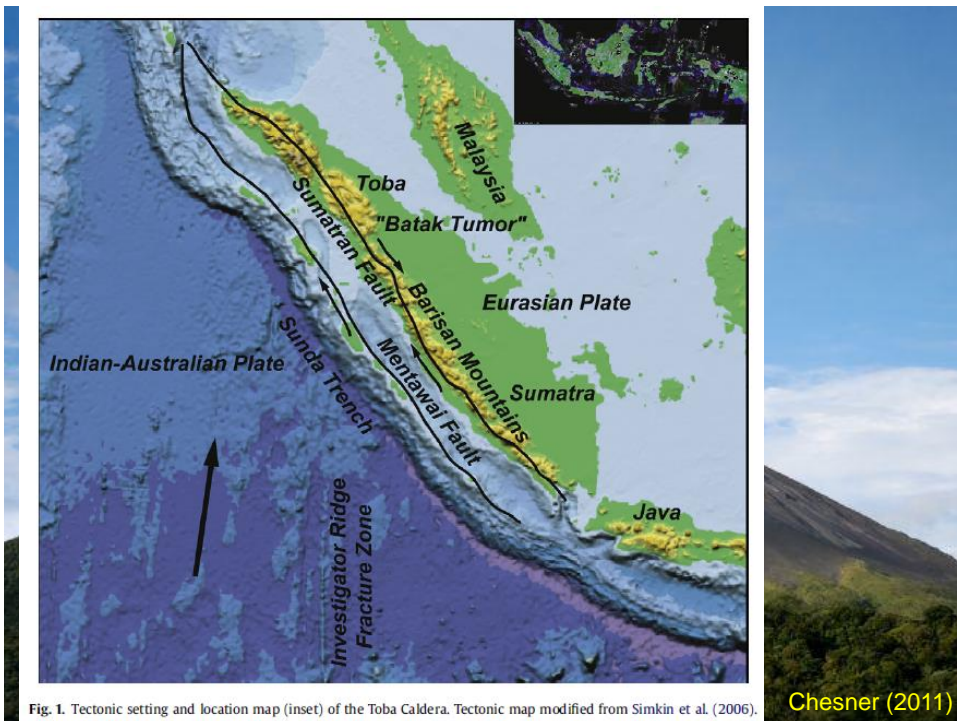 Malaysia
Toba
"Batak Tumor"
Sumatran Fault
Barisan Mountains
Eurasian Plate
Indian-Australian Plate
Sunda Trench
Mentawai Fault
Sumatra
Java
Investigator Ridge
Fracture Zone
Fig. 1. Tectonic setting and location map (inset) of the Toba Caldera. Tectonic map modified from Simkin et al. (2006).
Chesner (2011)